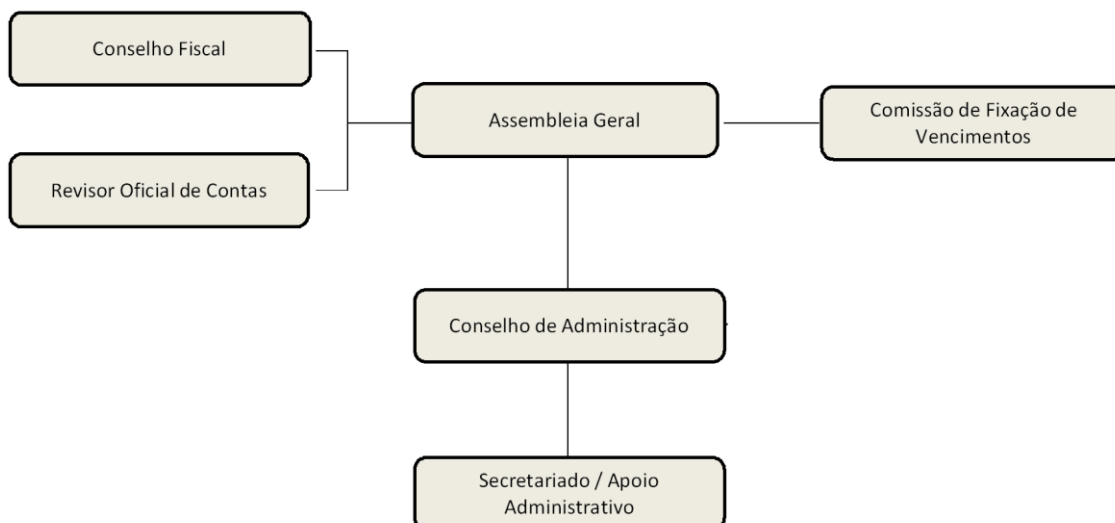 Conselho Fiscal
Assembleia Geral
Comissão de Fixação de
Vencimentos
Revisor Oficial de Contas
Conselho de Administração
Secretariado / Apoio
Administrativo